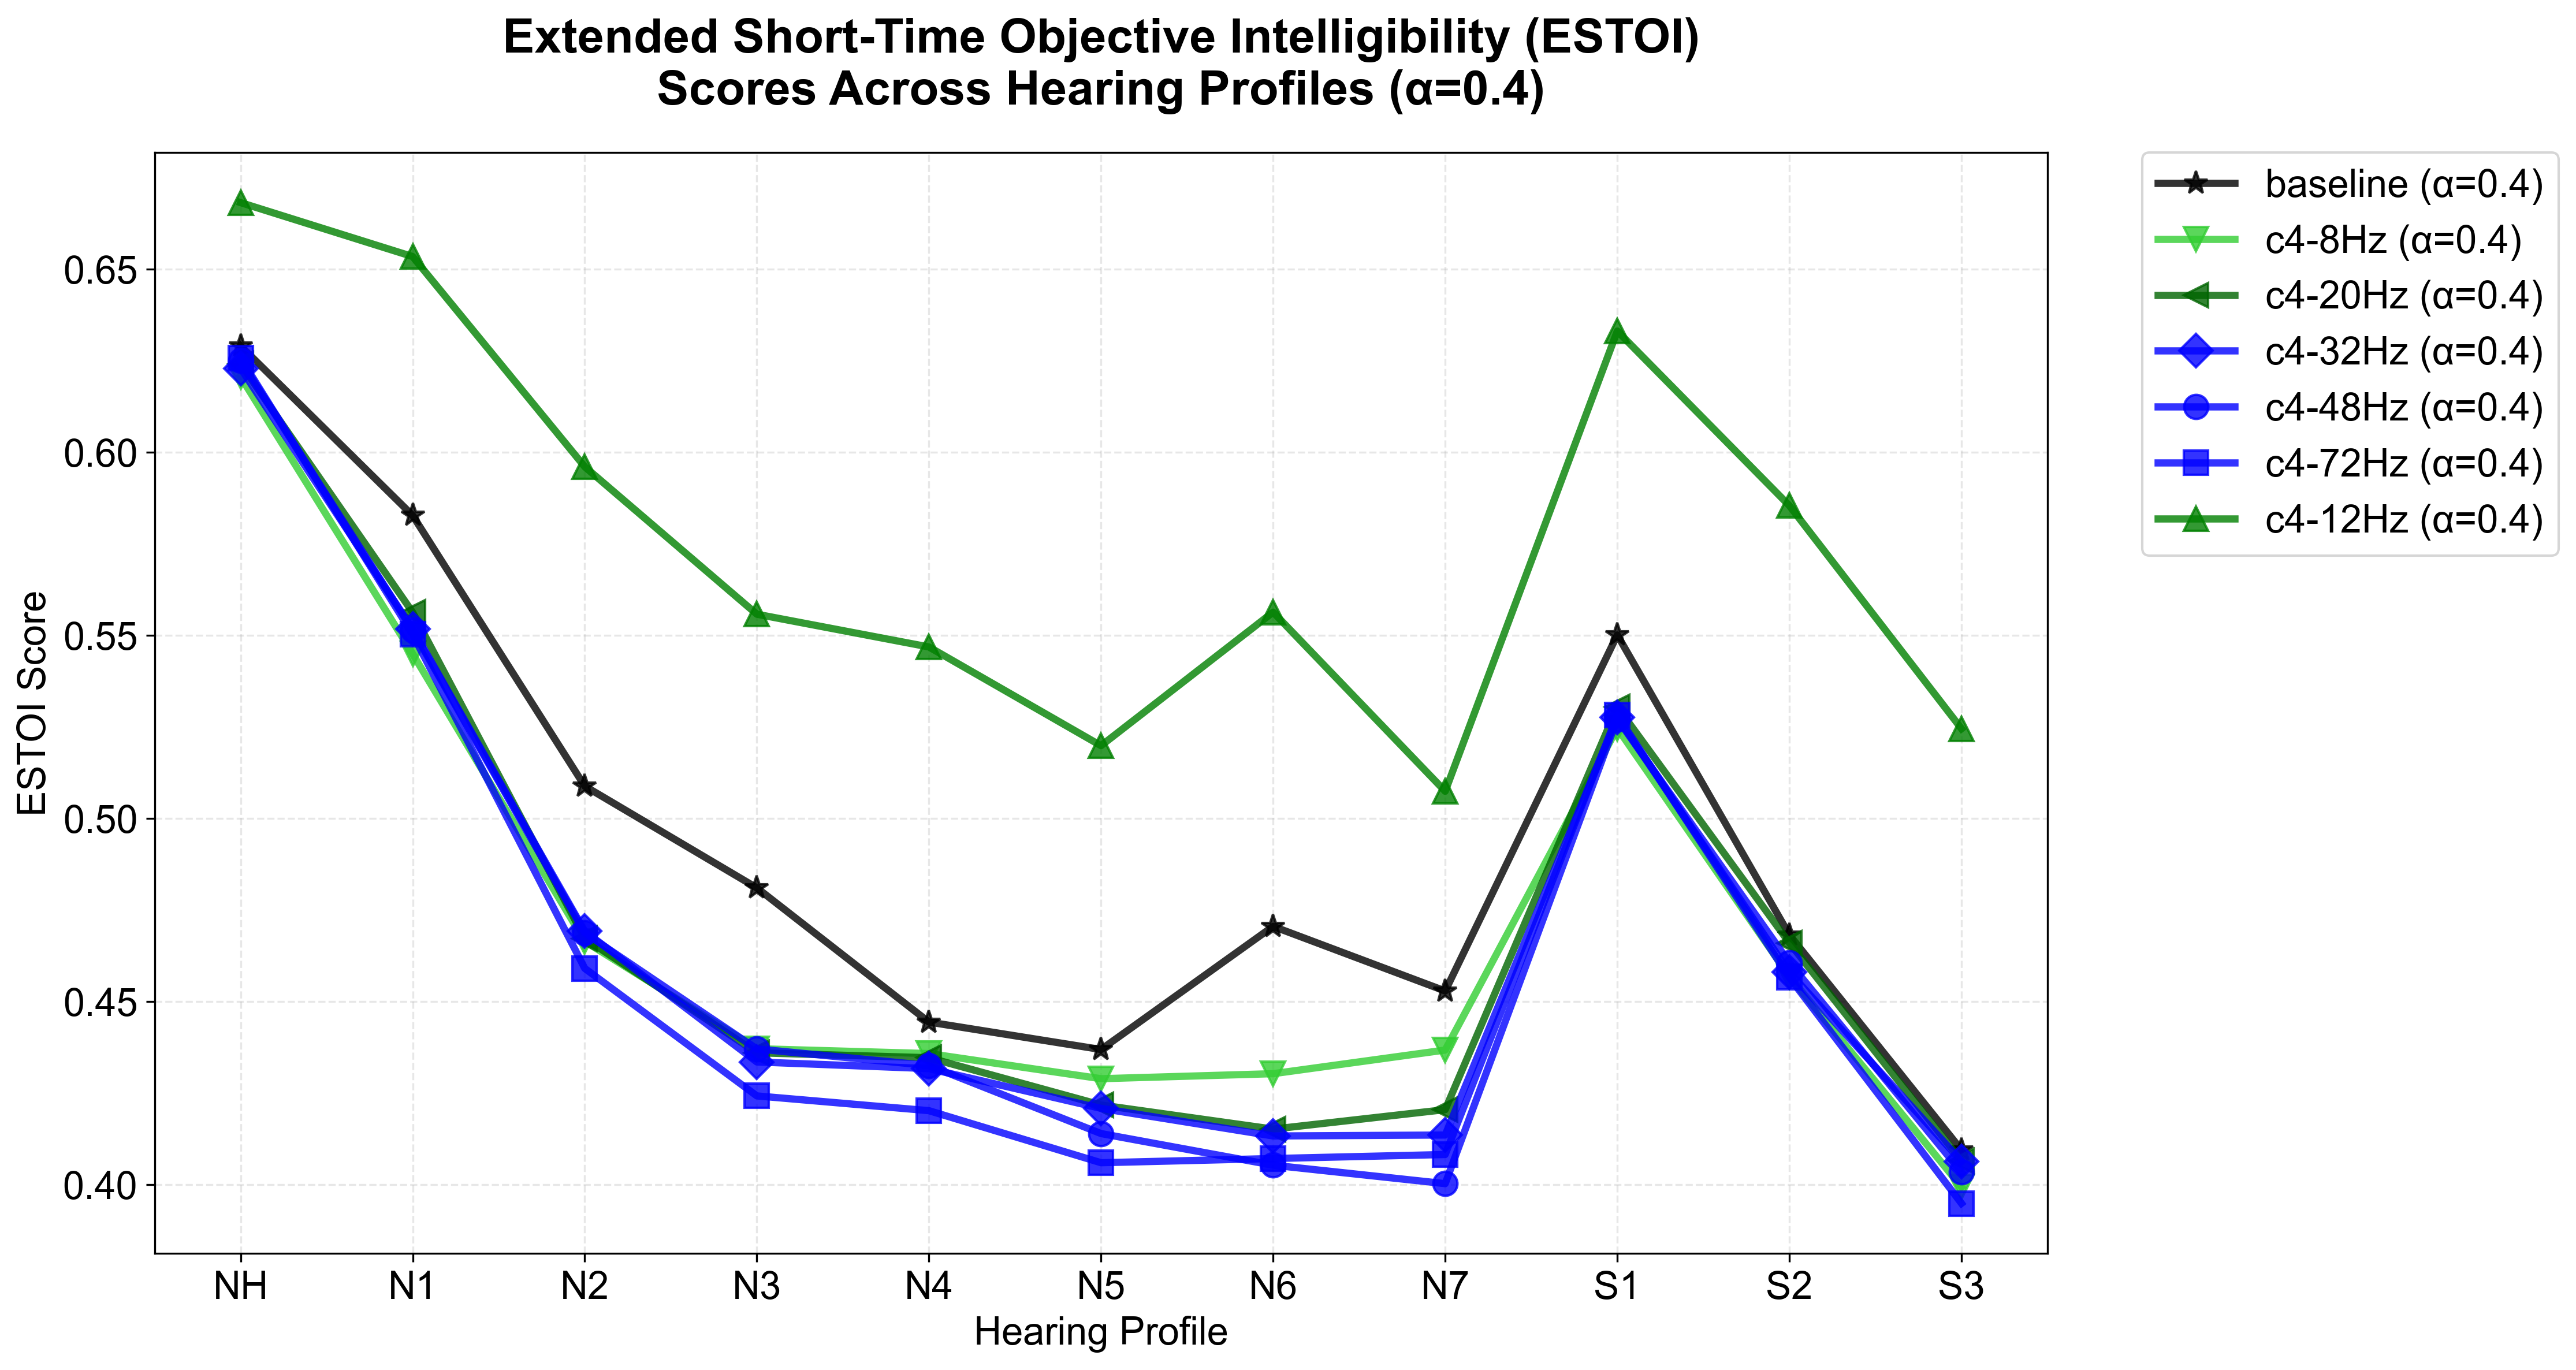 Extended Short-Time Objective Intelligibility (ESTOI)
Scores Across Hearing Profiles (α=0.4)
baseline (α=0.4)
c4-8Hz (α=0.4)
c4-20Hz (α=0.4)
c4-32Hz (α=0.4)
c4-48Hz (α=0.4)
c4-72Hz (α=0.4)
c4-12Hz (α=0.4)
ESTOI Score
0.65
0.60
0.55
0.50
0.45
0.40
NH N1 N2 N3 N4 N5 N6 N7 S1 S2 S3
Hearing Profile